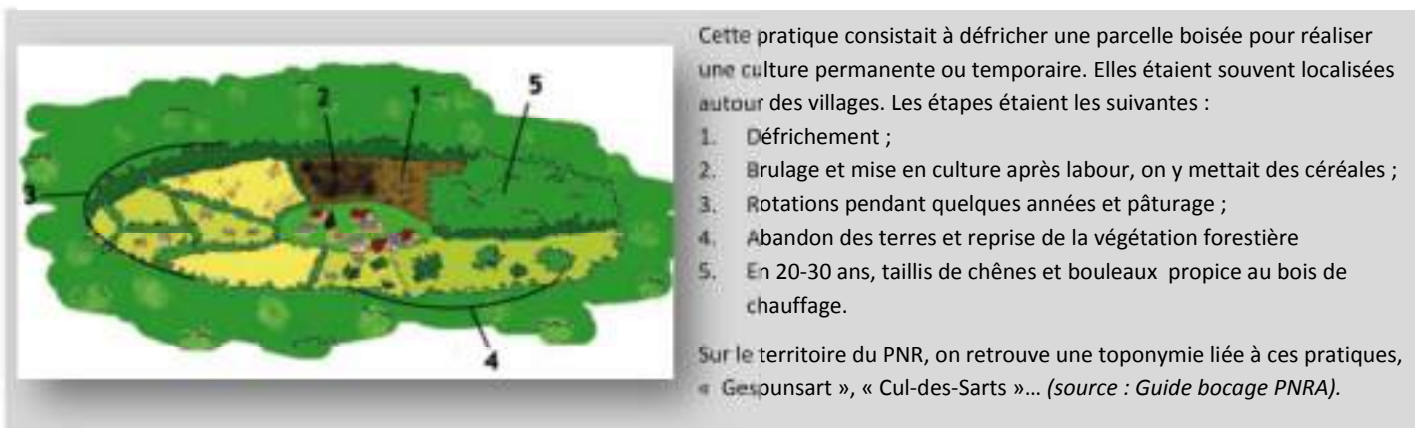 5
2
1
3
4
Cette pratique consistait à défricher une parcelle boisée pour réaliser
une culture permanente ou temporaire. Elles étaient souvent localisées
autour des villages. Les étapes étaient les suivantes :
1. Défrichement ;
2. Brulage et mise en culture après labour, on y mettait des céréales ;
3. Rotations pendant quelques années et pâturage ;
4. Abandon des terres et reprise de la végétation forestière
5. En 20-30 ans, taillis de chênes et bouleaux propice au bois de
chauffage.
Sur le territoire du PNR, on retrouve une toponymie liée à ces pratiques,
« Gespunsart », « Cul-des-Sarts »… (source : Guide bocage PNRA).